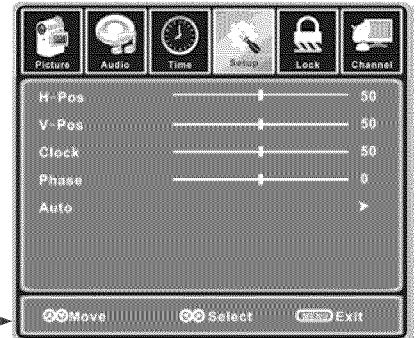 Picture Audio Time Setup Lock Channel
H-Pos 50
V-Pos 50
Clock 50
Phase 0
Auto
Move Select Exit